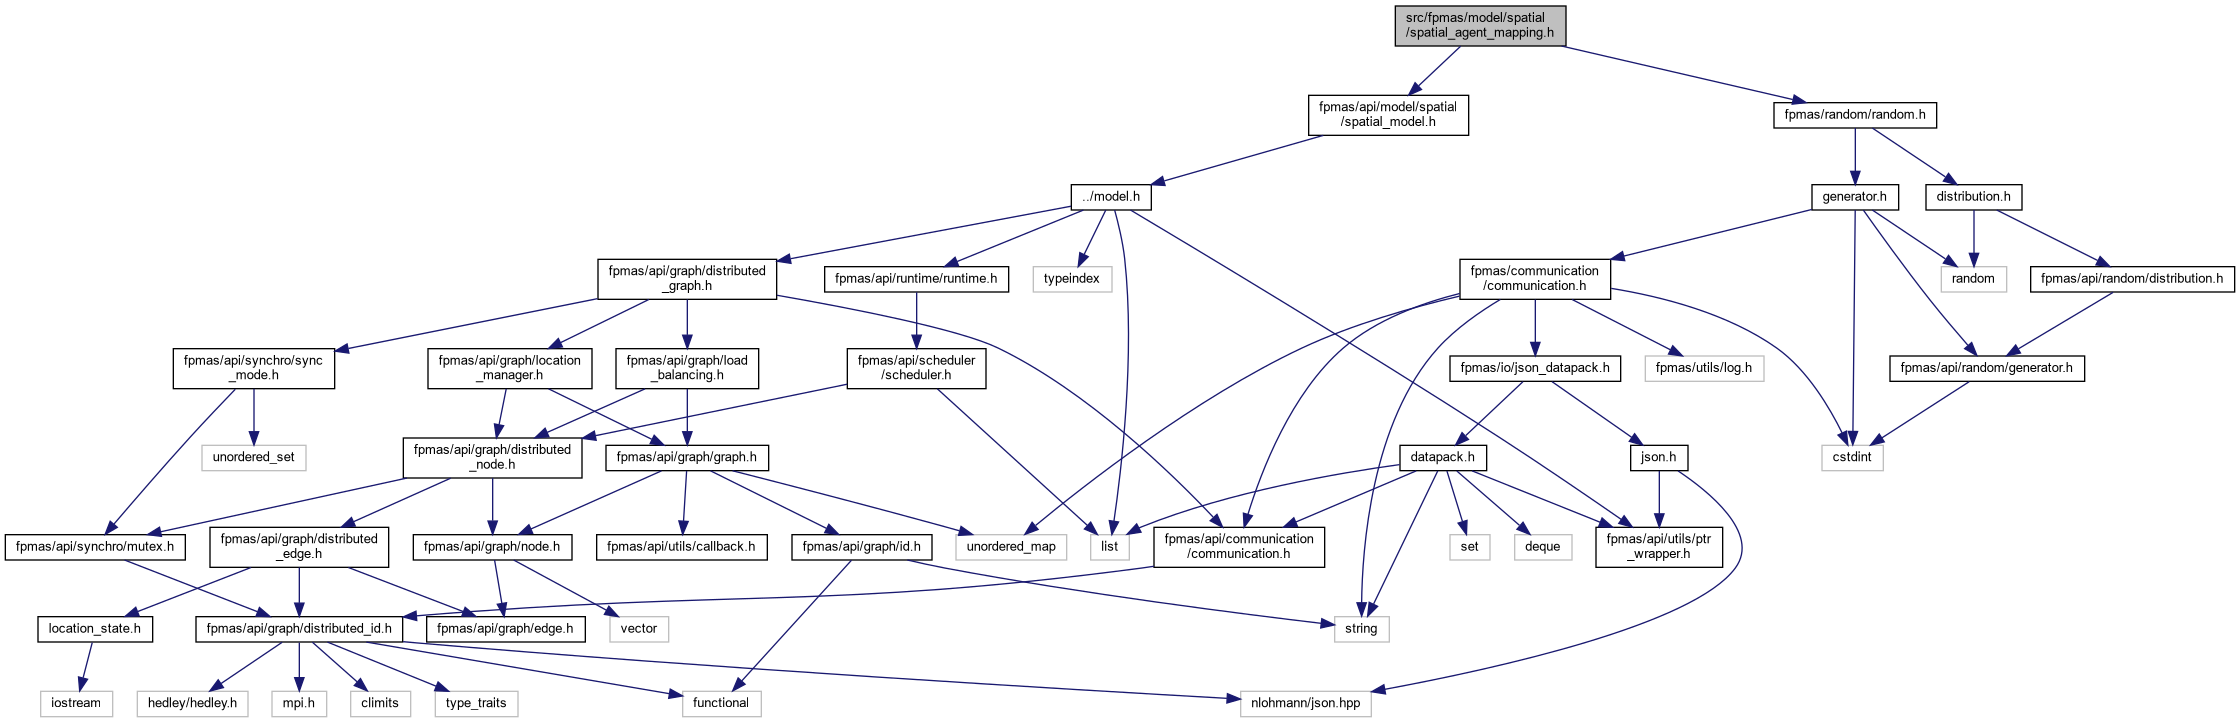 src/fpmas/model/spatial
/spatial_agent_mapping.h
fpmas/api/model/spatial
/spatial_model.h
fpmas/random/random.h
../model.h
generator.h
distribution.h
fpmas/api/graph/distributed
_graph.h
fpmas/api/runtime/runtime.h
typeindex
fpmas/communication
/communication.h
random
fpmas/api/random/distribution.h
fpmas/api/synchro/sync
_mode.h
fpmas/api/graph/location
_manager.h
fpmas/api/graph/load
_balancing.h
fpmas/api/scheduler
/scheduler.h
fpmas/io/json_datapack.h
fpmas/utils/log.h
fpmas/api/random/generator.h
unordered_set
fpmas/api/graph/distributed
_node.h
fpmas/api/graph/graph.h
datapack.h
json.h
cstdint
fpmas/api/synchro/mutex.h
fpmas/api/graph/distributed
_edge.h
fpmas/api/graph/node.h
fpmas/api/utils/callback.h
fpmas/api/graph/id.h
unordered_map
list
fpmas/api/communication
/communication.h
set
deque
fpmas/api/utils/ptr
_wrapper.h
location_state.h
fpmas/api/graph/distributed_id.h
fpmas/api/graph/edge.h
vector
string
iostream
hedley/hedley.h
mpi.h
climits
type_traits
functional
nlohmann/json.hpp